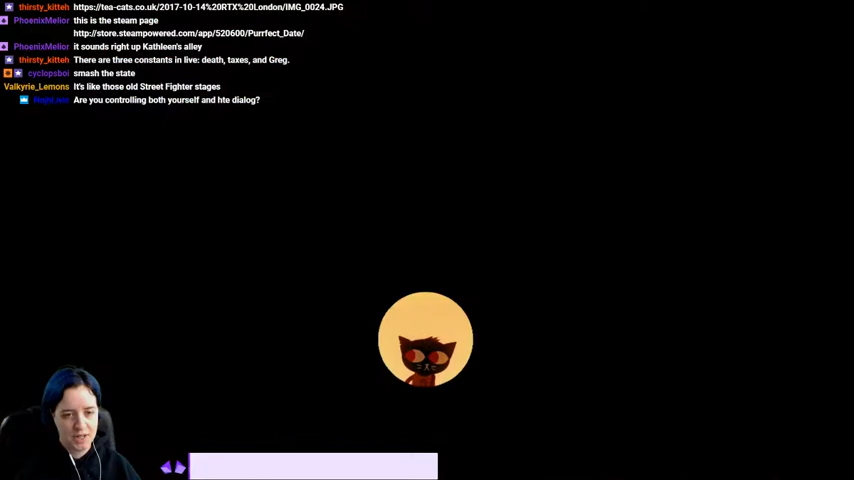 thirsty_kitteh https://tea-cats.co.uk/2017-10-14%20RTX%20London/IMG_0024.JPG
PhoenixMelior this is the steam page
http://store.steampowered.com/app/520600/Purrfect_Date/
PhoenixMelior it sounds right up Kathleen's alley
thirsty_kitteh There are three constants in live: death, taxes, and Greg.
cyclopsboi smash the state
Valkyrie_Lemons It's like those old Street Fighter stages
Are you controlling both yourself and hte dialog?